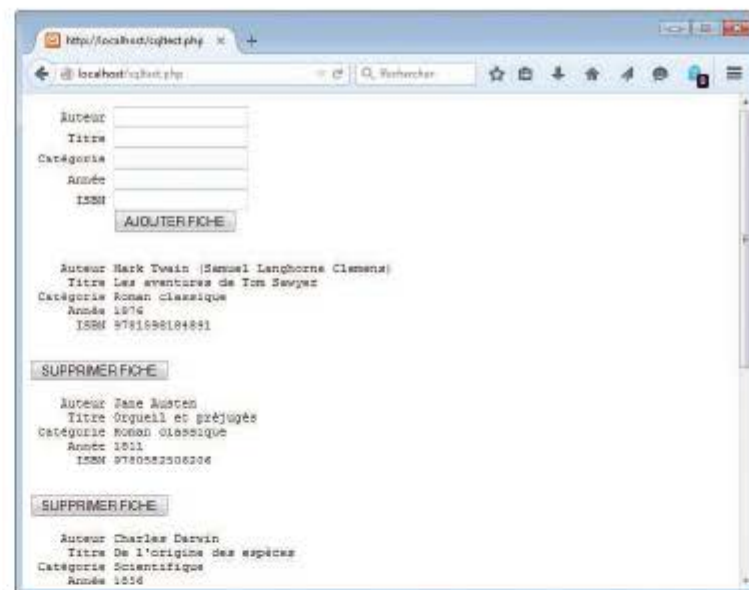 http://localhost/sqltest.php × +
localhost/sqltest.php
Rechercher
Auteur
Titre
Catégorie
Année
ISBN
AJOUTER FICHE
Auteur Mark Twain (Samuel Langhorne Clemens)
Titre Les aventures de Tom Sawyer
Catégorie Roman classique
Année 1876
ISBN 9781598184891
SUPPRIMER FICHE
Auteur Jane Austen
Titre Orgueil et préjugés
Catégorie Roman classique
Année 1811
ISBN 9780582506206
SUPPRIMER FICHE
Auteur Charles Darwin
Titre De l'origine des espèces
Catégorie Scientifique
Année 1856